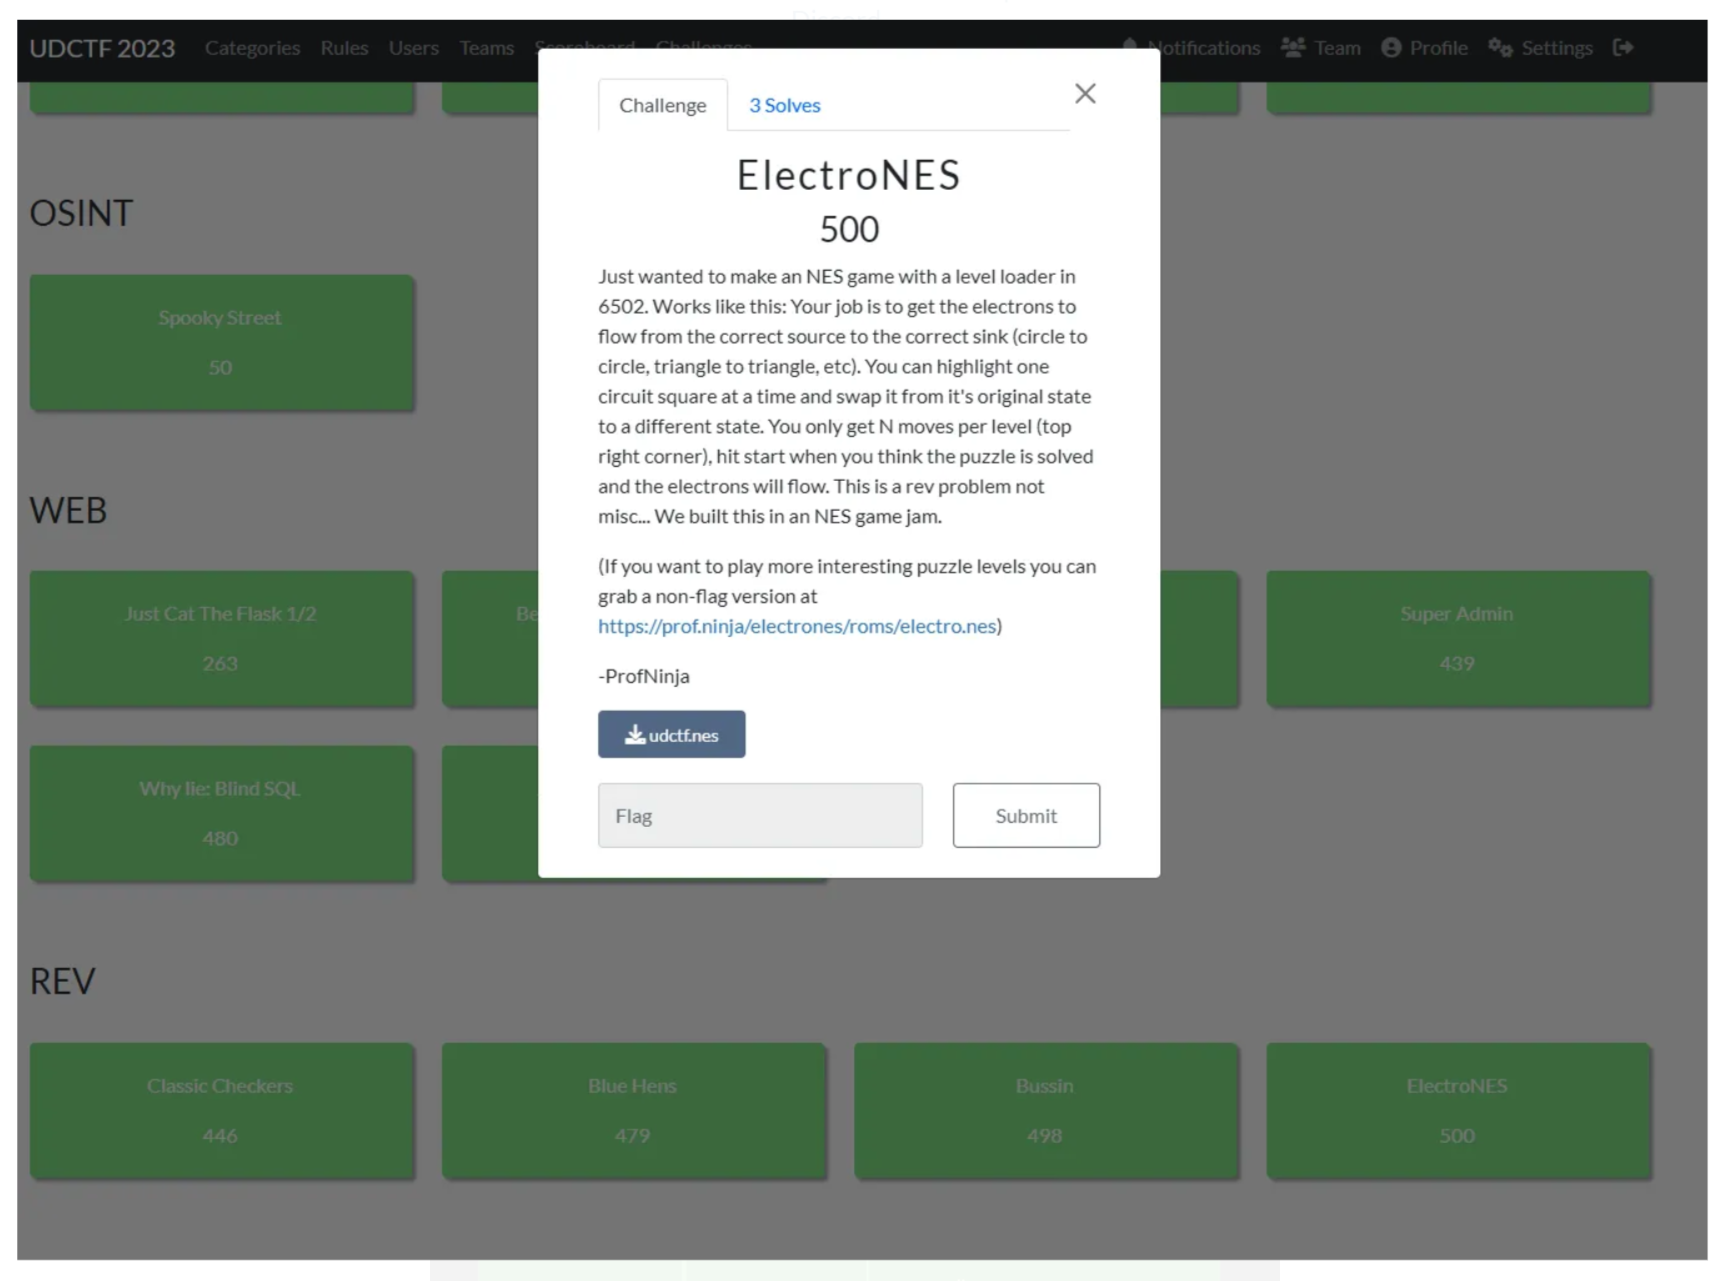 UDCTF 2023 Categories Rules Users Teams Scoreboard Challenges Notifications Team Profile Settings
Challenge 3 Solves
ElectroNES
500
Just wanted to make an NES game with a level loader in
6502. Works like this: Your job is to get the electrons to
flow from the correct source to the correct sink (circle to
circle, triangle to triangle, etc). You can highlight one
circuit square at a time and swap it from it's original state
to a different state. You only get N moves per level (top
right corner), hit start when you think the puzzle is solved
and the electrons will flow. This is a rev problem not
misc... We built this in an NES game jam.
(If you want to play more interesting puzzle levels you can
grab a non-flag version at
https://prof.ninja/electrones/roms/electro.nes)
-ProfNinja
udctf.nes
Flag Submit
OSINT
Spooky Street
50
WEB
Just Cat The Flask 1/2
263
Be
Super Admin
439
Why lie: Blind SQL
480
REV
Classic Checkers
446
Blue Hens
479
Bussin
498
ElectroNES
500